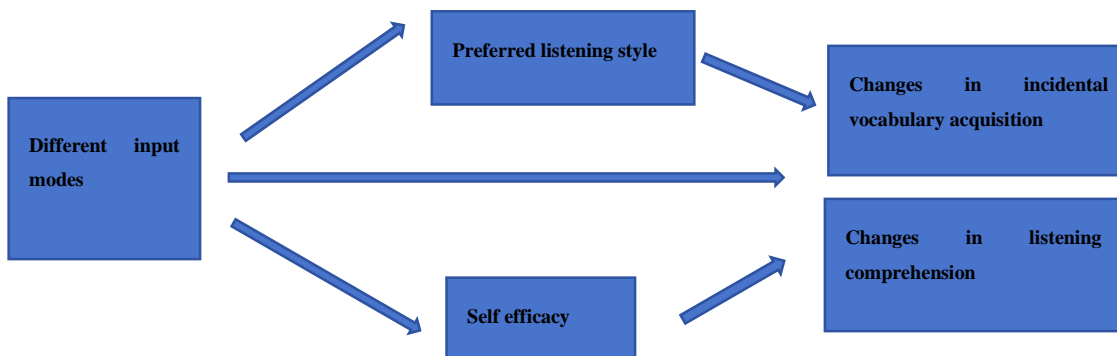 Different input
modes
Preferred listening style
Self efficacy
Changes in incidental
vocabulary acquisition
Changes in listening
comprehension